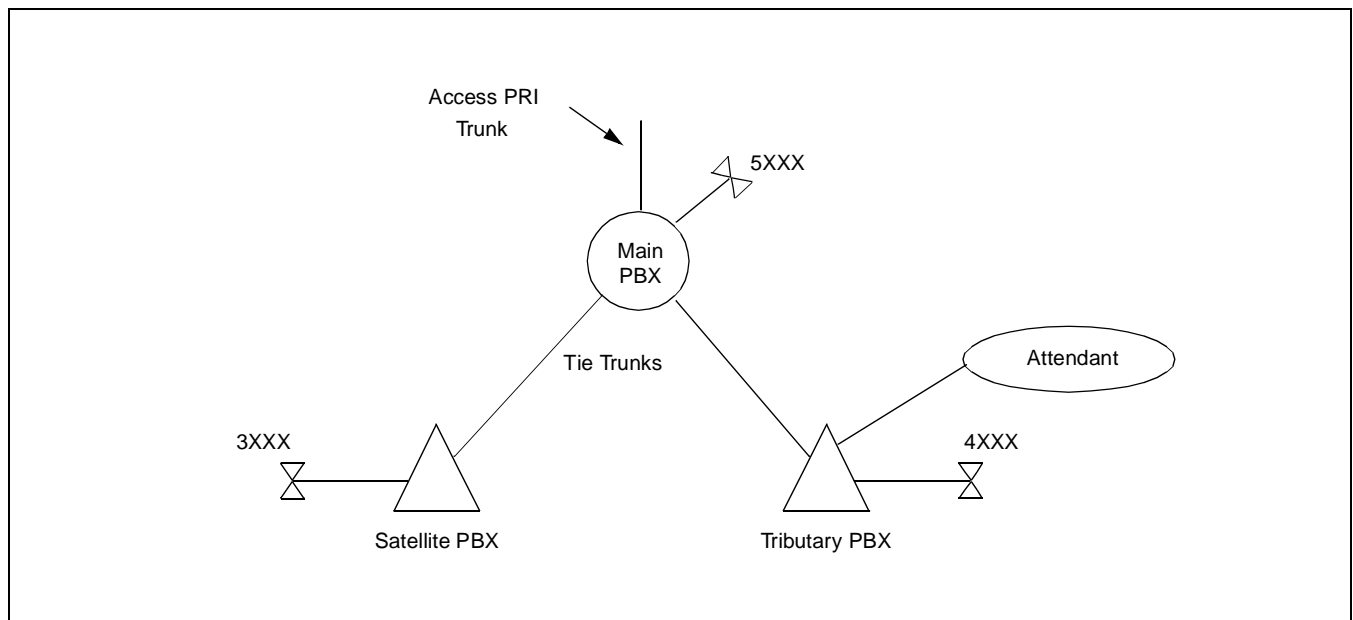 Access PRI
Trunk
5XXX
Main
PBX
Tie Trunks
Attendant
3XXX
4XXX
Satellite PBX
Tributary PBX